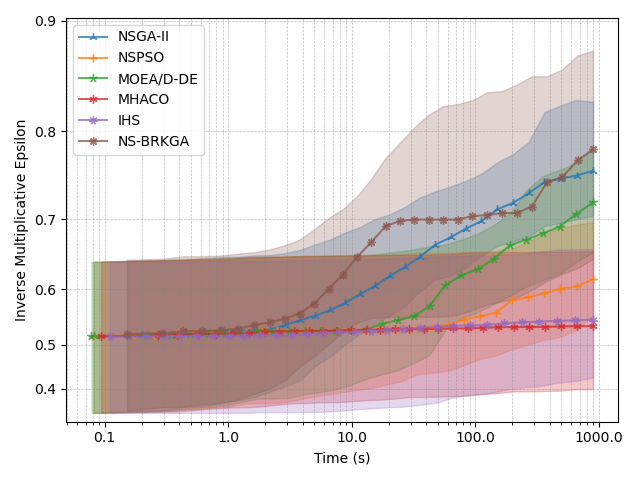 0.9
NSGA-II
NSPSO
MOEA/D-DE
MHACO
IHS
NS-BRKGA
0.8
0.7
0.6
0.5
0.4
Inverse Multiplicative Epsilon
0.1 1.0 10.0 100.0 1000.0
Time (s)